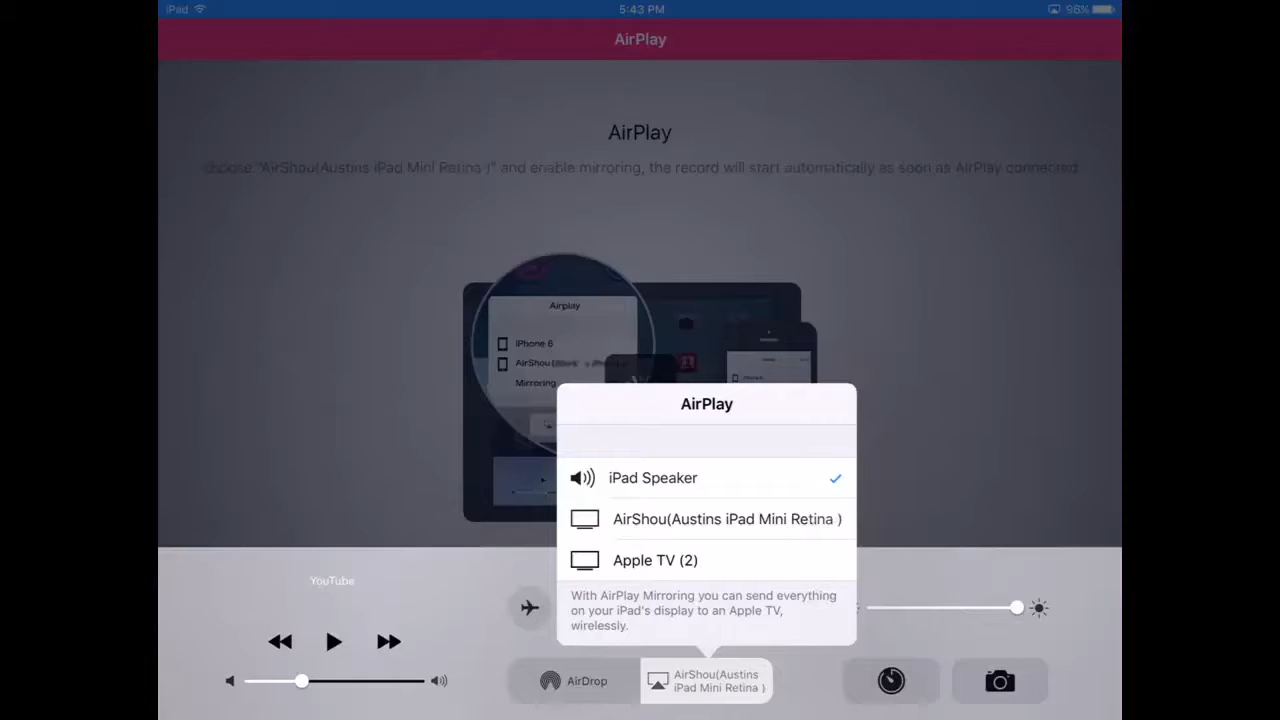 iPad
5:43 PM
96%
AirPlay
AirPlay
choose "AirShou(Austins iPad Mini Retina )" and enable mirroring, the record will start automatically as soon as AirPlay connected
Airplay
iPhone 6
AirShou
Mirroring
AirPlay
iPad Speaker
AirShou(Austins iPad Mini Retina )
Apple TV (2)
With AirPlay Mirroring you can send everything
on your iPad's display to an Apple TV,
wirelessly.
YouTube
AirDrop
AirShou(Austins
iPad Mini Retina )